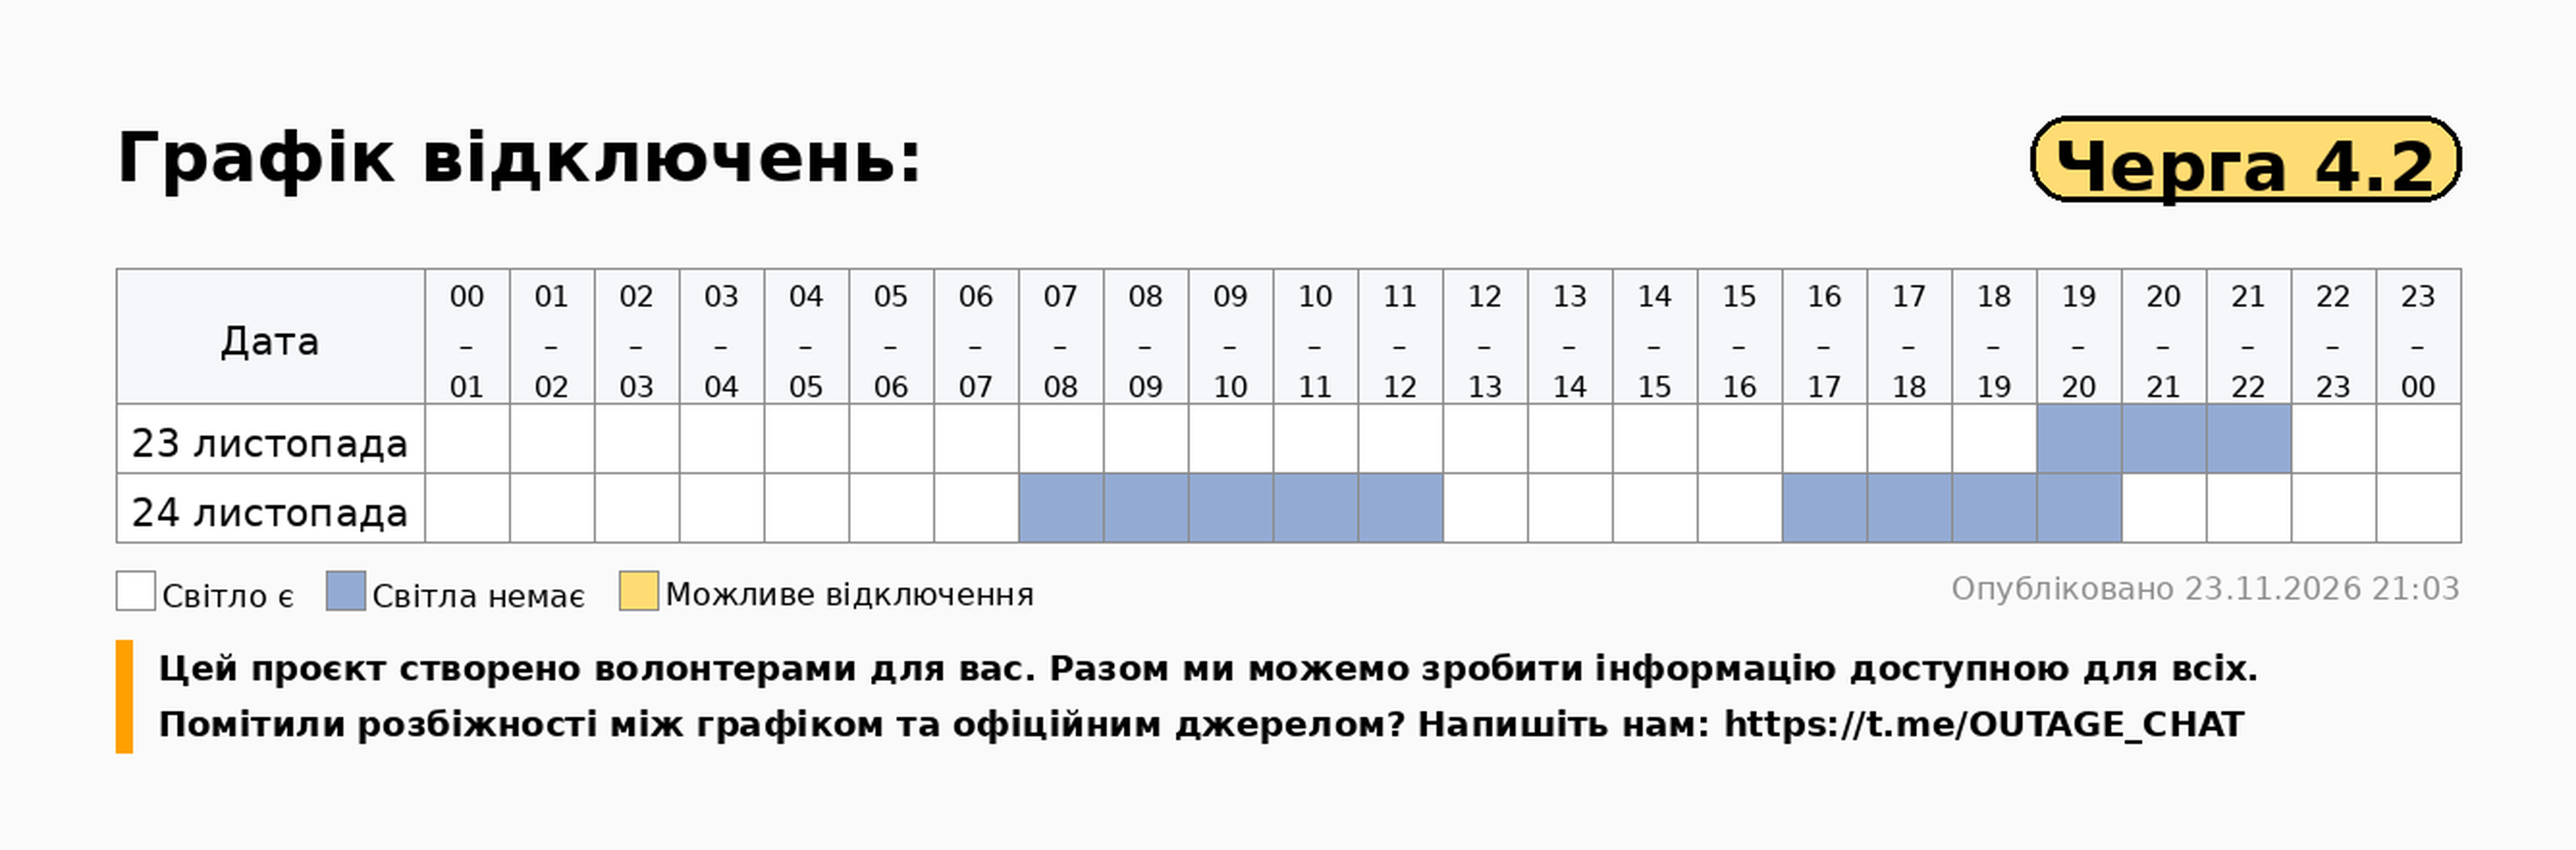 Графік відключень:
Черга 4.2
Дата 00 – 01 01 – 02 02 – 03 03 – 04 04 – 05 05 – 06 06 – 07 07 – 08 08 – 09 09 – 10 10 – 11 11 – 12 12 – 13 13 – 14 14 – 15 15 – 16 16 – 17 17 – 18 18 – 19 19 – 20 20 – 21 21 – 22 22 – 23 23 – 00
23 листопада
24 листопада
Світло є Світла немає Можливе відключення
Опубліковано 23.11.2026 21:03
Цей проєкт створено волонтерами для вас. Разом ми можемо зробити інформацію доступною для всіх.
Помітили розбіжності між графіком та офіційним джерелом? Напишіть нам: https://t.me/OUTAGE_CHAT